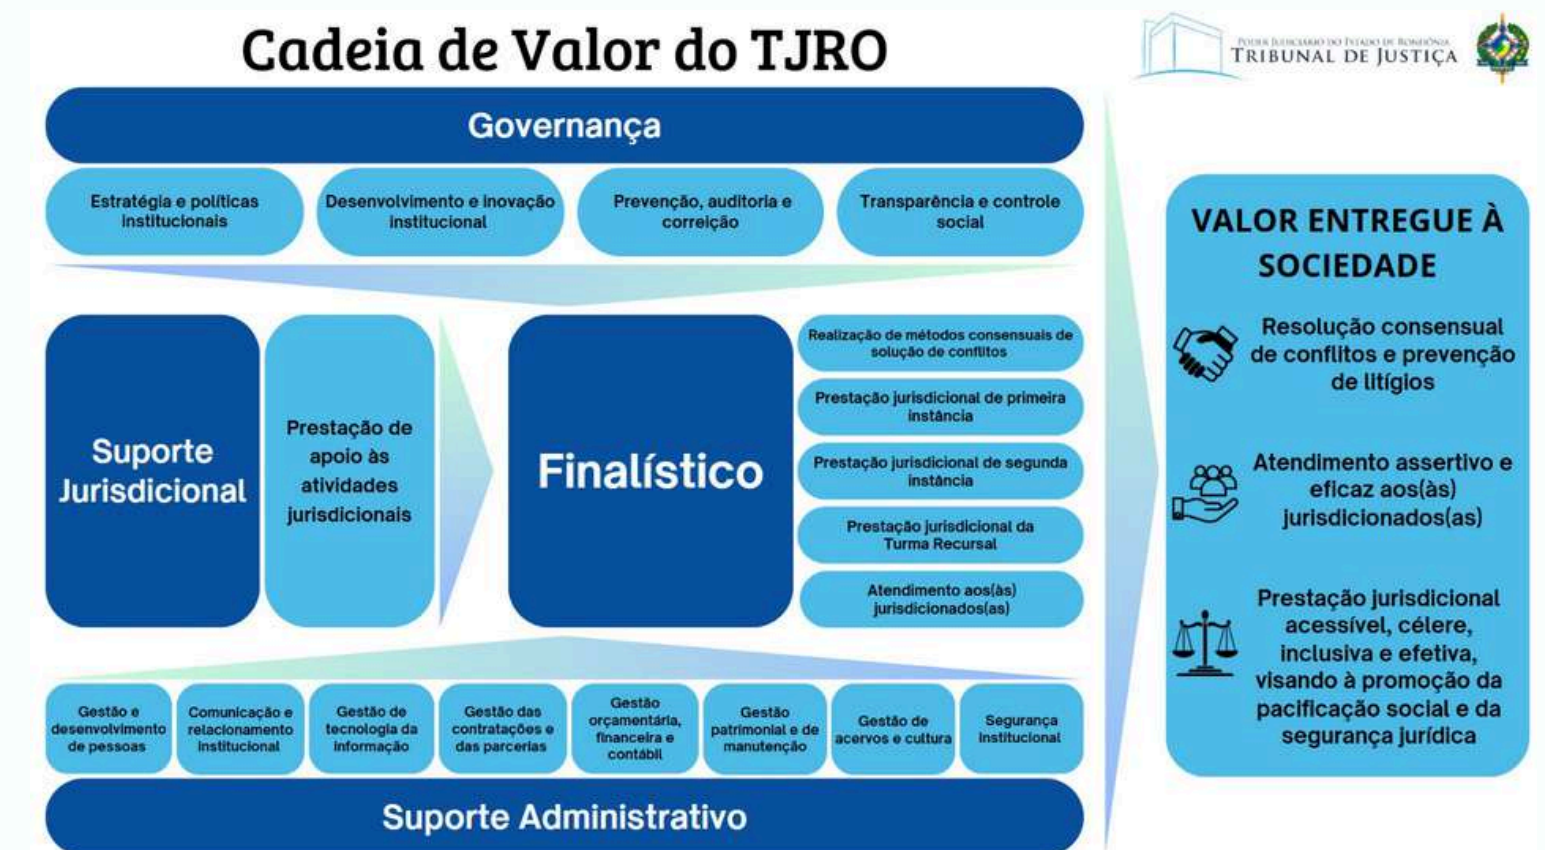 Cadeia de Valor do TJRO
PODER JUDICIÁRIO DO ESTADO DE RONDÔNIA
TRIBUNAL DE JUSTIÇA
Governança
Estratégia e políticas
institucionais
Desenvolvimento e inovação
institucional
Prevenção, auditoria e
correição
Transparência e controle
social
Suporte
Jurisdicional
Prestação de
apoio às
atividades
jurisdicionais
Finalístico
Realização de métodos consensuais de
solução de conflitos
Prestação jurisdicional de primeira
instância
Prestação jurisdicional de segunda
instância
Prestação jurisdicional da
Turma Recursal
Atendimento aos(às)
jurisdicionados(as)
Gestão e
desenvolvimento
de pessoas
Comunicação e
relacionamento
institucional
Gestão de
tecnologia da
informação
Gestão das
contratações e
das parcerias
Gestão
orçamentária,
financeira e
contábil
Gestão
patrimonial e de
manutenção
Gestão de
acervos e cultura
Segurança
institucional
Suporte Administrativo
VALOR ENTREGUE À
SOCIEDADE
Resolução consensual
de conflitos e prevenção
de litígios
Atendimento assertivo e
eficaz aos(às)
jurisdicionados(as)
Prestação jurisdicional
acessível, célere,
inclusiva e efetiva,
visando à promoção da
pacificação social e da
segurança jurídica